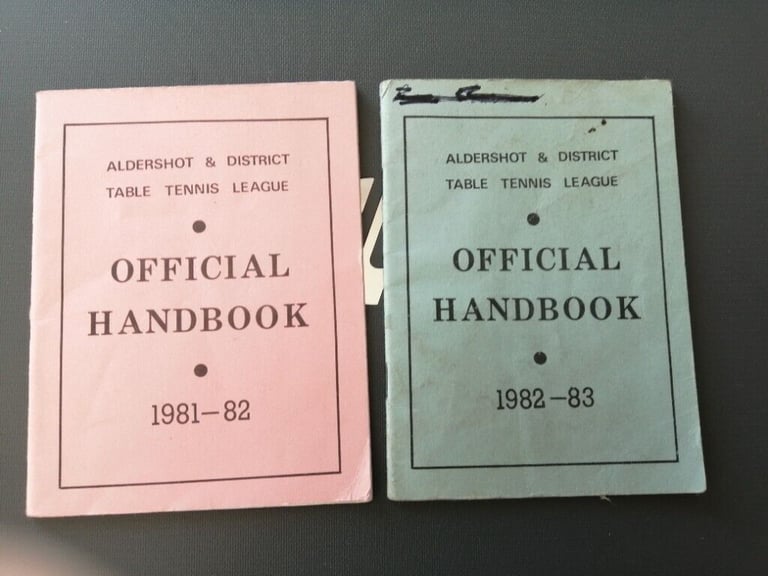 ALDERSHOT & DISTRICT
TABLE TENNIS LEAGUE
OFFICIAL
HANDBOOK
1981-82
ALDERSHOT & DISTRICT
TABLE TENNIS LEAGUE
OFFICIAL
HANDBOOK
1982-83